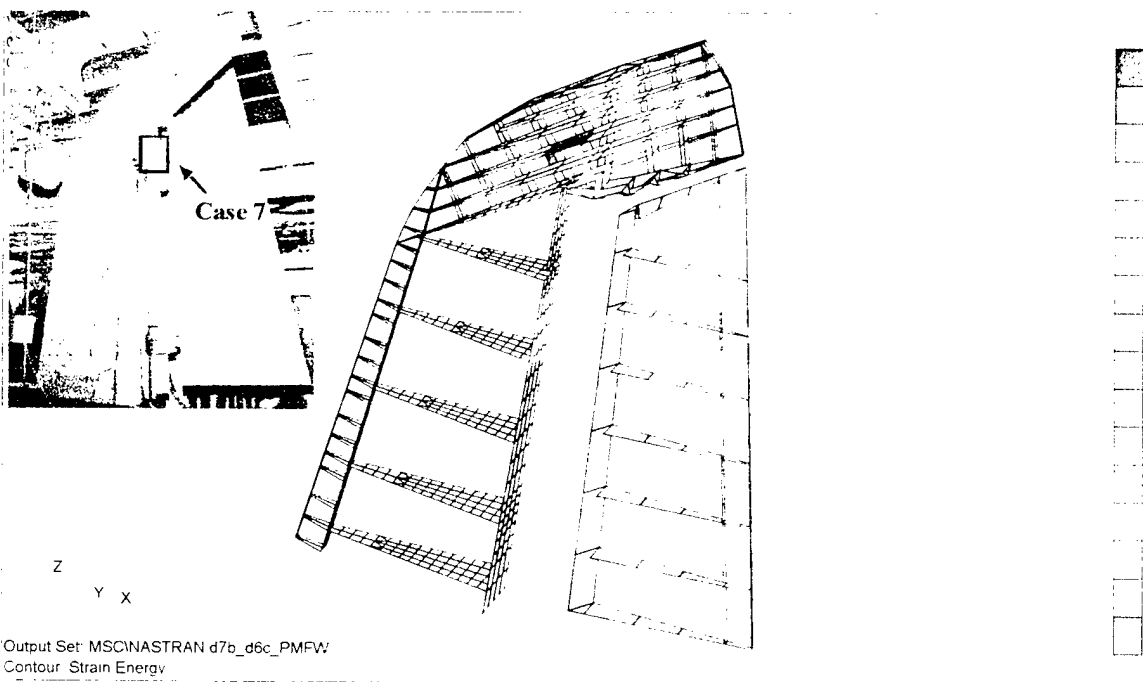 Case 7
Z
Y X
Output Set: MSC\NASTRAN d7b_d6c_PMFW
Contour: Strain Energy